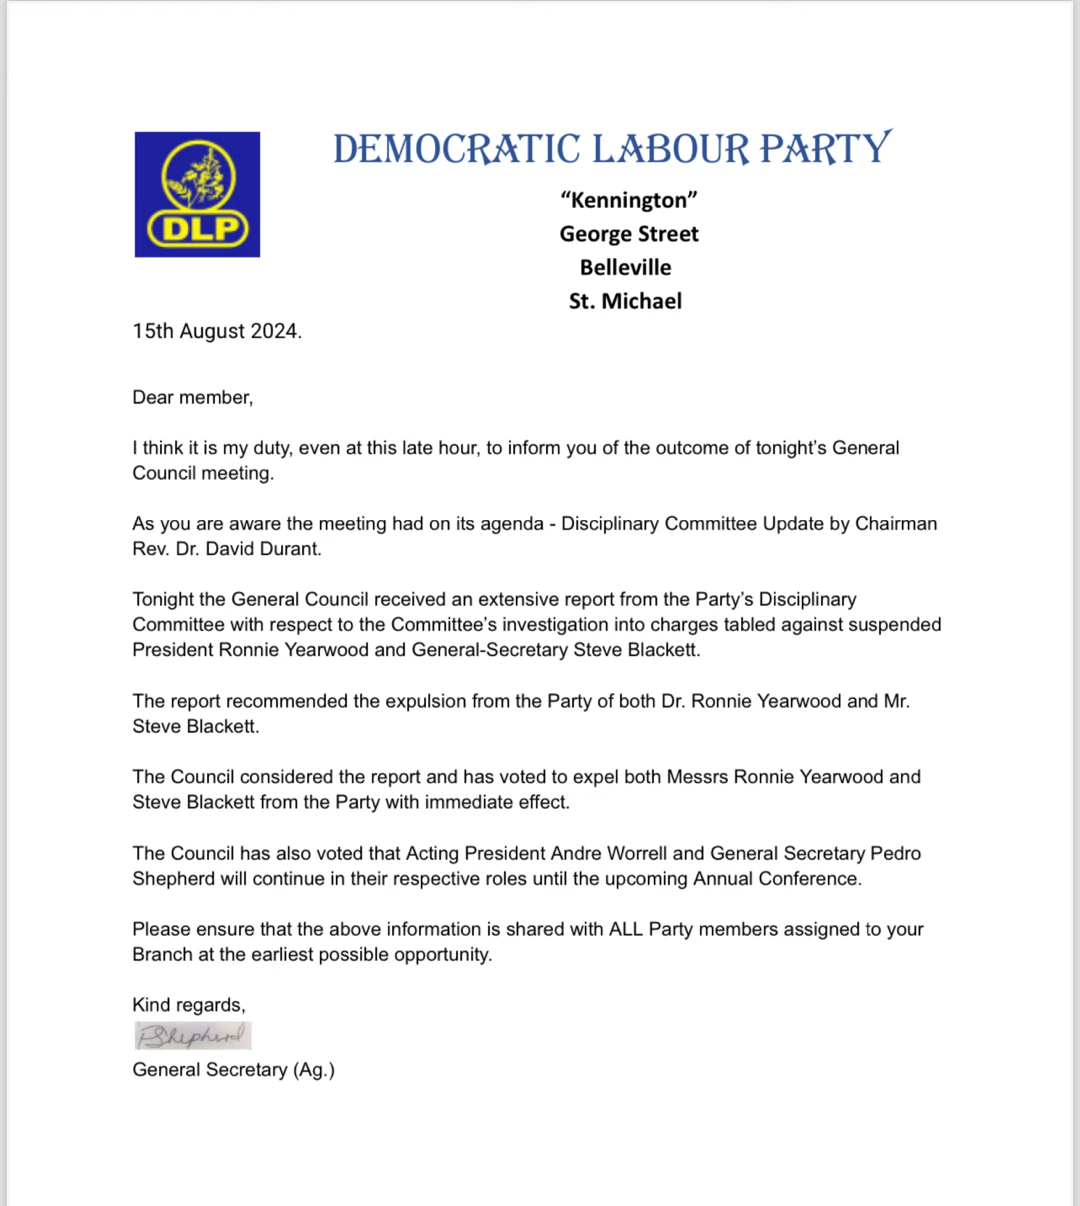 DEMOCRATIC LABOUR PARTY
DLP
“Kennington”
George Street
Belleville
St. Michael
15th August 2024.
Dear member,
I think it is my duty, even at this late hour, to inform you of the outcome of tonight’s General
Council meeting.
As you are aware the meeting had on its agenda - Disciplinary Committee Update by Chairman
Rev. Dr. David Durant.
Tonight the General Council received an extensive report from the Party’s Disciplinary
Committee with respect to the Committee’s investigation into charges tabled against suspended
President Ronnie Yearwood and General-Secretary Steve Blackett.
The report recommended the expulsion from the Party of both Dr. Ronnie Yearwood and Mr.
Steve Blackett.
The Council considered the report and has voted to expel both Messrs Ronnie Yearwood and
Steve Blackett from the Party with immediate effect.
The Council has also voted that Acting President Andre Worrell and General Secretary Pedro
Shepherd will continue in their respective roles until the upcoming Annual Conference.
Please ensure that the above information is shared with ALL Party members assigned to your
Branch at the earliest possible opportunity.
Kind regards,
PShepherd
General Secretary (Ag.)